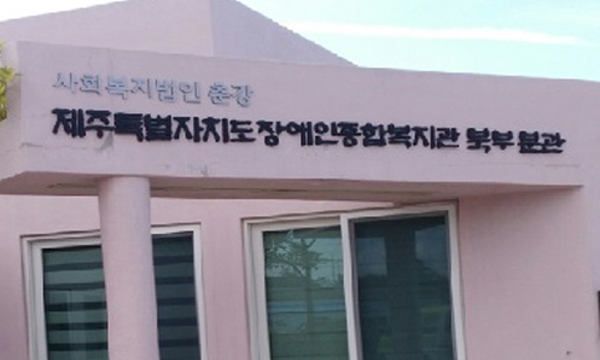 사회복지법인 춘강
제주특별자치도장애인종합복지관 북부분관